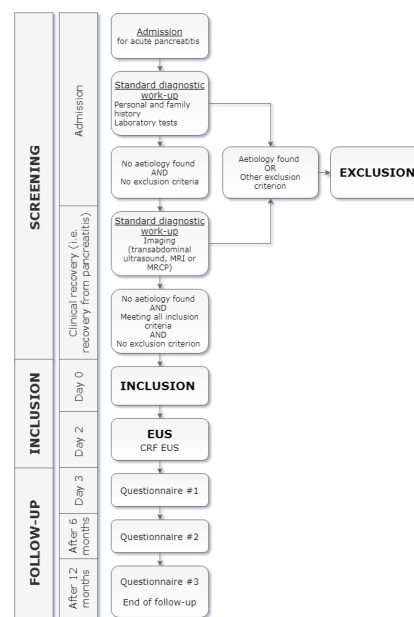 SCREENING
INCLUSION
FOLLOW-UP
Admission
Clinical recovery (i.e.
recovery from pancreatitis)
Day 0
Day 2
Day 3
After 6
months
After 12
months
Admission
for acute pancreatitis
Standard diagnostic
work-up
Personal and family
history
Laboratory tests
No aetiology found
AND
No exclusion criteria
Aetiology found
OR
Other exclusion
criterion
EXCLUSION
Standard diagnostic
work-up
Imaging
(transabdominal
ultrasound, MRI or
MRCP)
No aetiology found
AND
Meeting all inclusion
criteria
AND
No exclusion criterion
INCLUSION
EUS
CRF EUS
Questionnaire #1
Questionnaire #2
Questionnaire #3
End of follow-up